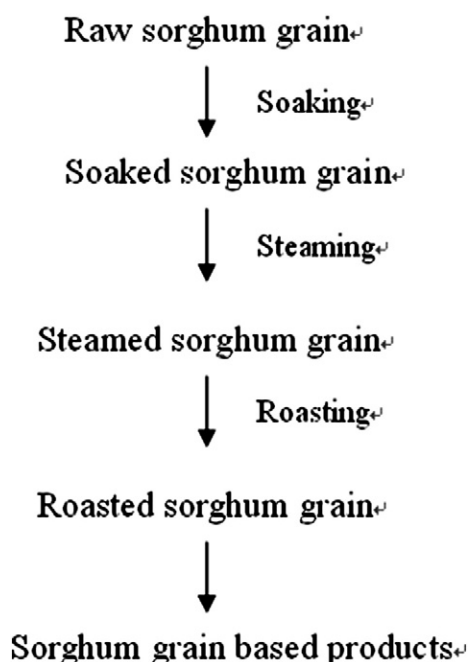 Raw sorghum grain↵
Soaking↵
Soaked sorghum grain↵
Steaming↵
Steamed sorghum grain↵
Roasting↵
Roasted sorghum grain↵
Sorghum grain based products↵